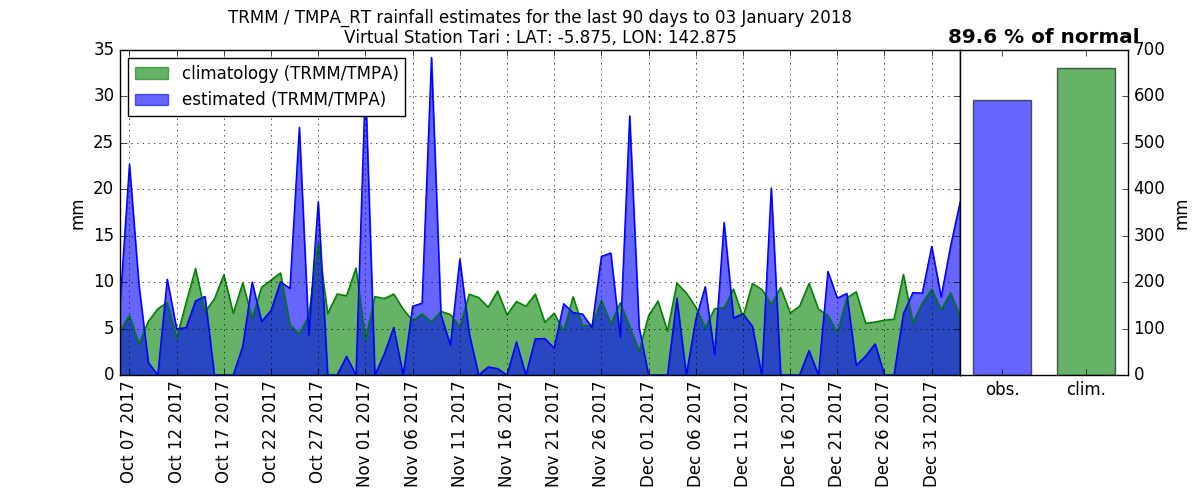 TRMM / TMPA_RT rainfall estimates for the last 90 days to 03 January 2018
Virtual Station Tari : LAT: -5.875, LON: 142.875
89.6 % of normal
climatology (TRMM/TMPA)
estimated (TRMM/TMPA)
mm
35
30
25
20
15
10
5
0
Oct 07 2017
Oct 12 2017
Oct 17 2017
Oct 22 2017
Oct 27 2017
Nov 01 2017
Nov 06 2017
Nov 11 2017
Nov 16 2017
Nov 21 2017
Nov 26 2017
Dec 01 2017
Dec 06 2017
Dec 11 2017
Dec 16 2017
Dec 21 2017
Dec 26 2017
Dec 31 2017
obs.
clim.
700
600
500
400
300
200
100
0
mm